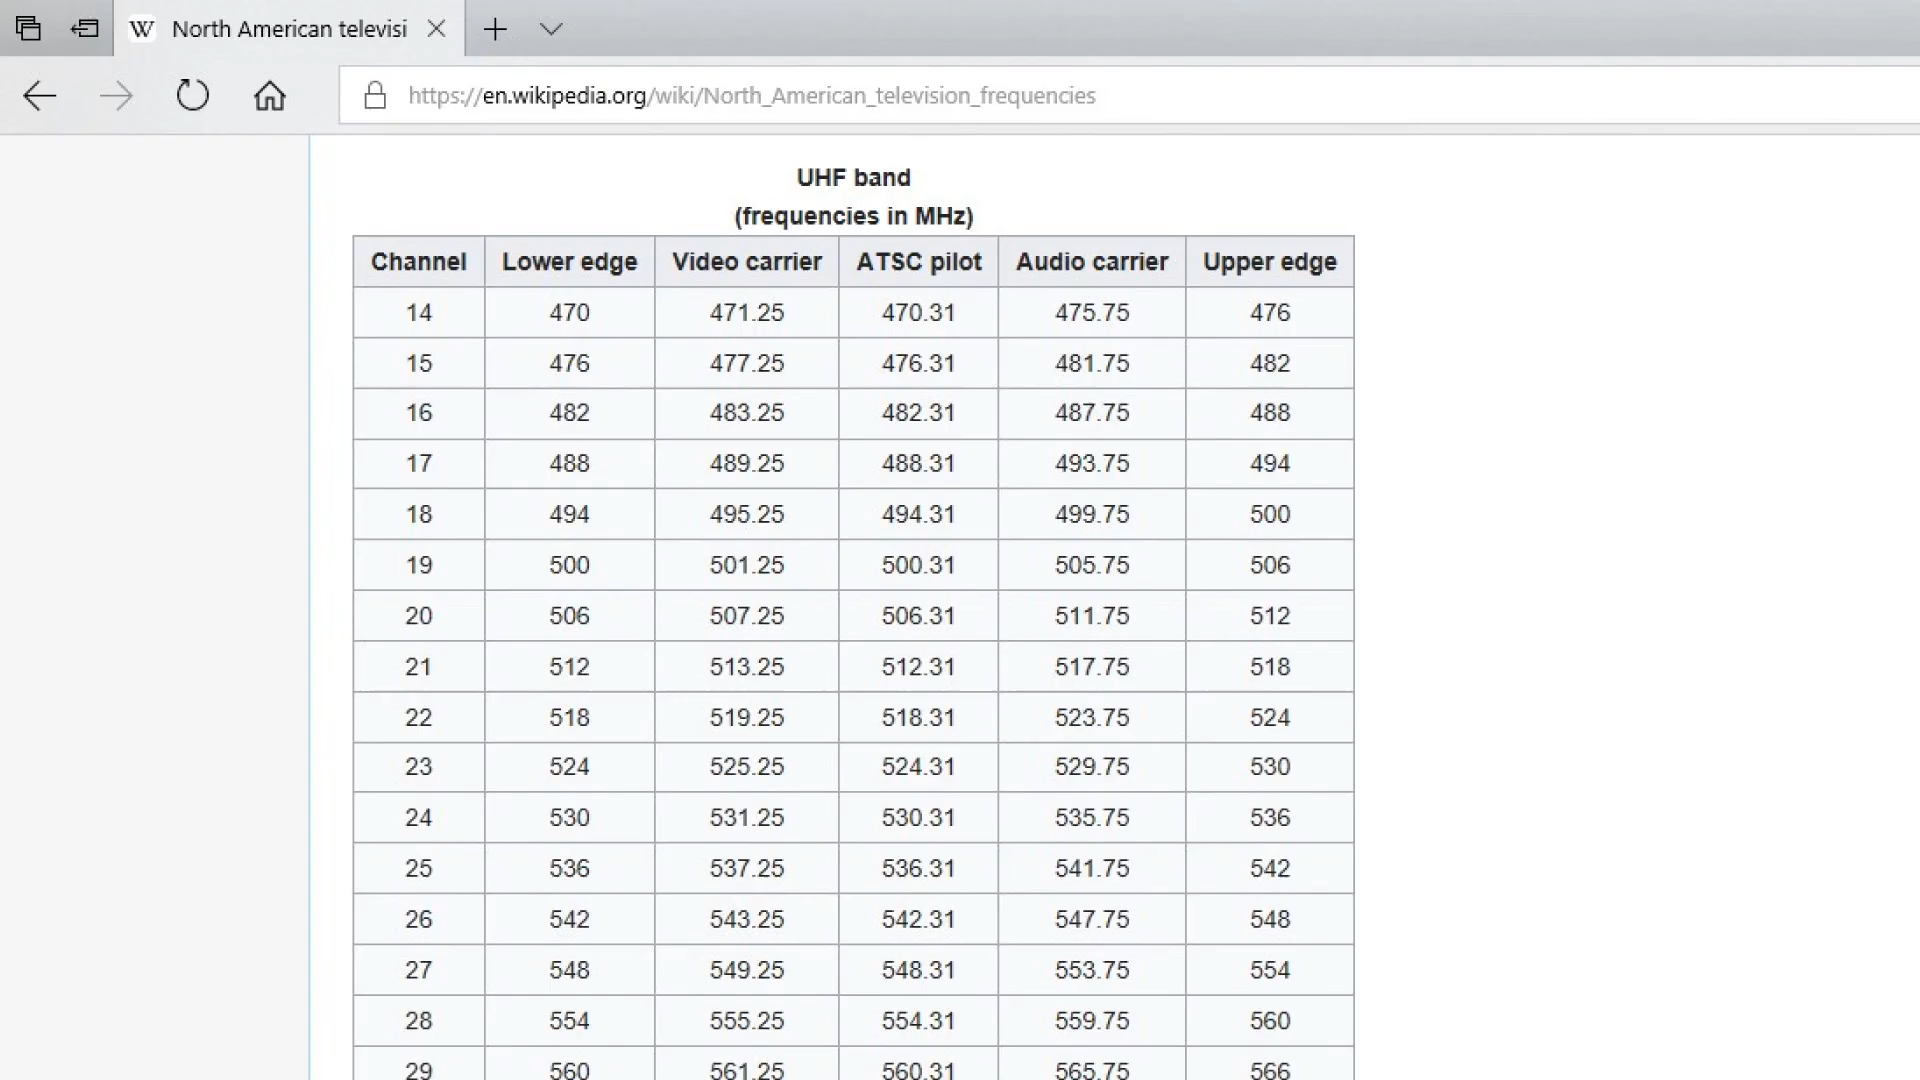 W North American televisi
https://en.wikipedia.org/wiki/North_American_television_frequencies
UHF band
(frequencies in MHz)
Channel Lower edge Video carrier ATSC pilot Audio carrier Upper edge
14 470 471.25 470.31 475.75 476
15 476 477.25 476.31 481.75 482
16 482 483.25 482.31 487.75 488
17 488 489.25 488.31 493.75 494
18 494 495.25 494.31 499.75 500
19 500 501.25 500.31 505.75 506
20 506 507.25 506.31 511.75 512
21 512 513.25 512.31 517.75 518
22 518 519.25 518.31 523.75 524
23 524 525.25 524.31 529.75 530
24 530 531.25 530.31 535.75 536
25 536 537.25 536.31 541.75 542
26 542 543.25 542.31 547.75 548
27 548 549.25 548.31 553.75 554
28 554 555.25 554.31 559.75 560
29 560 561.25 560.31 565.75 566